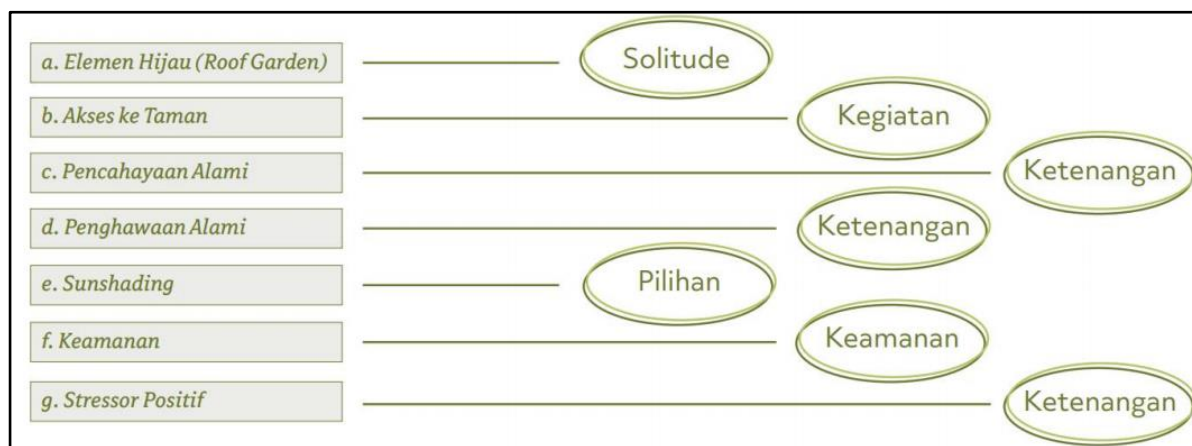 a. Elemen Hijau (Roof Garden)
Solitude
b. Akses ke Taman
Kegiatan
c. Pencahayaan Alami
Ketenangan
d. Penghawaan Alami
Ketenangan
e. Sunshading
Pilihan
f. Keamanan
Keamanan
g. Stressor Positif
Ketenangan